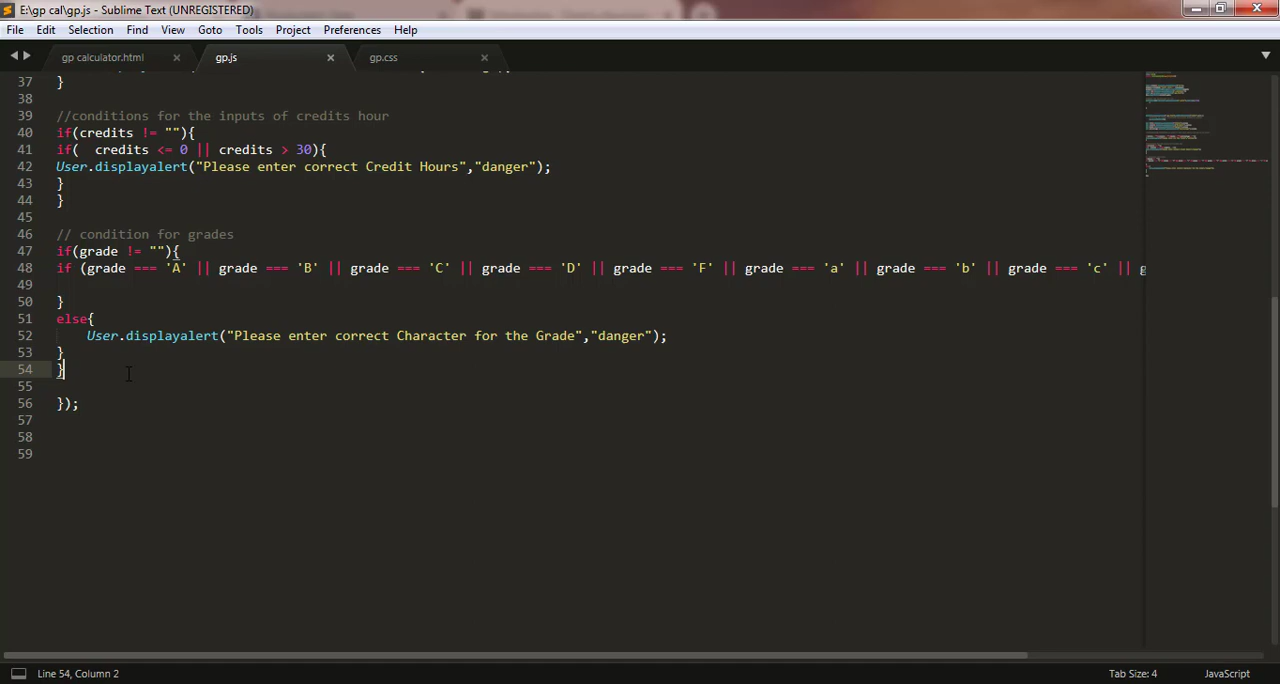 E:\gp cal\gp.js - Sublime Text (UNREGISTERED)
File Edit Selection Find View Goto Tools Project Preferences Help
gp calculator.html gp.js gp.css
37 }
38
39 //conditions for the inputs of credits hour
40 if(credits != ""){
41 if(  credits <= 0 || credits > 30){
42 User.displayalert("Please enter correct Credit Hours","danger");
43 }
44 }
45
46 // condition for grades
47 if(grade != ""){
48 if (grade === 'A' || grade === 'B' || grade === 'C' || grade === 'D' || grade === 'F' || grade === 'a' || grade === 'b' || grade === 'c' || g
49
50 }
51 else{
52 User.displayalert("Please enter correct Character for the Grade","danger");
53 }
54 }
55
56 });
57
58
59
Line 54, Column 2 Tab Size: 4 JavaScript